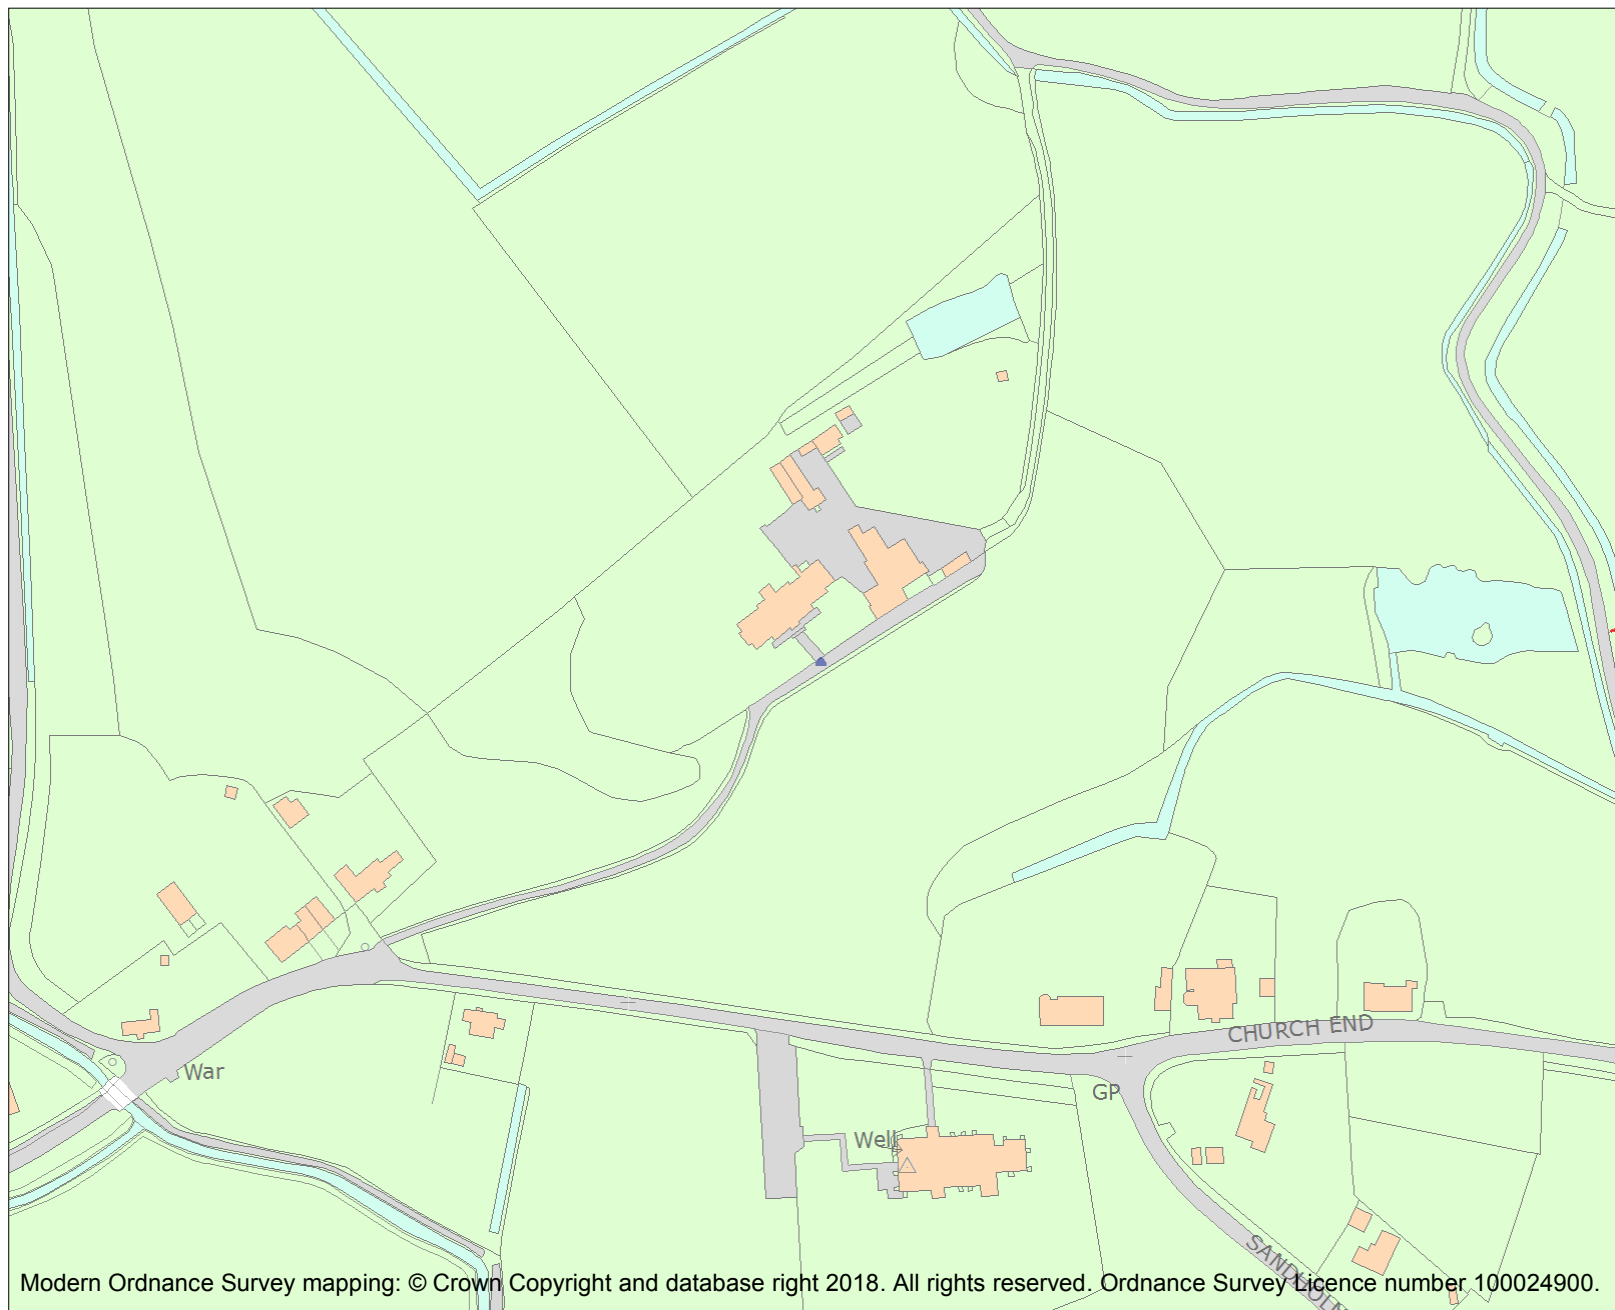 CHURCH END
War
GP
Well
Modern Ordnance Survey mapping: © Crown Copyright and database right 2018. All rights reserved. Ordnance Survey Licence number 100024900.